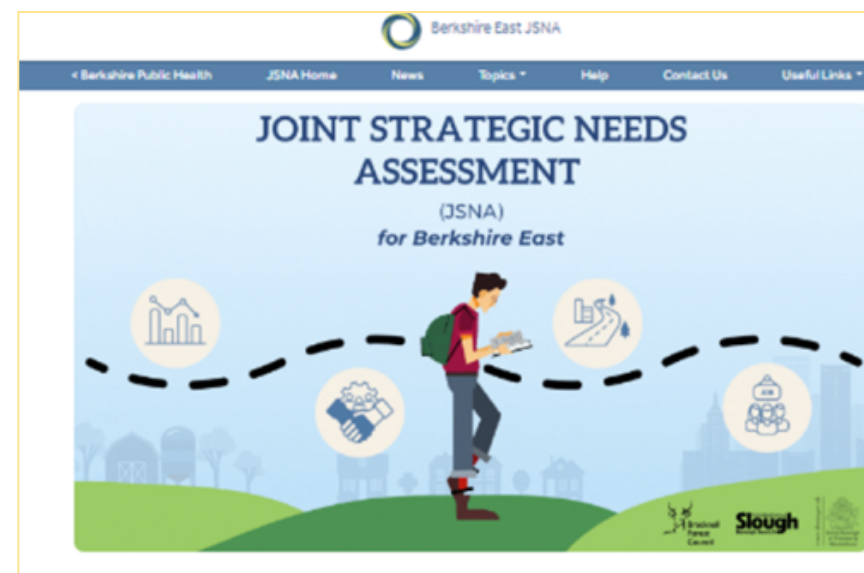 Berkshire East JSNA
< Berkshire Public Health JSNA Home News Topics Help Contact Us Useful Links
JOINT STRATEGIC NEEDS
ASSESSMENT
(JSNA)
for Berkshire East
Bracknell
Forest
Council
Slough